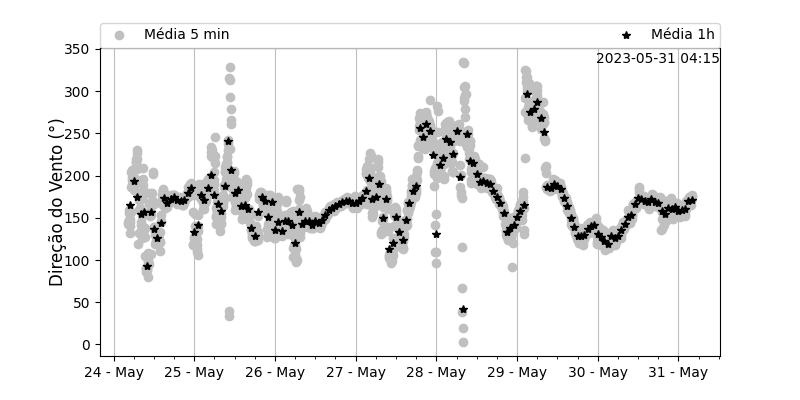 Média 5 min
Média 1h
2023-05-31 04:15
Direção do Vento (°)
350
300
250
200
150
100
50
0
24 - May
25 - May
26 - May
27 - May
28 - May
29 - May
30 - May
31 - May